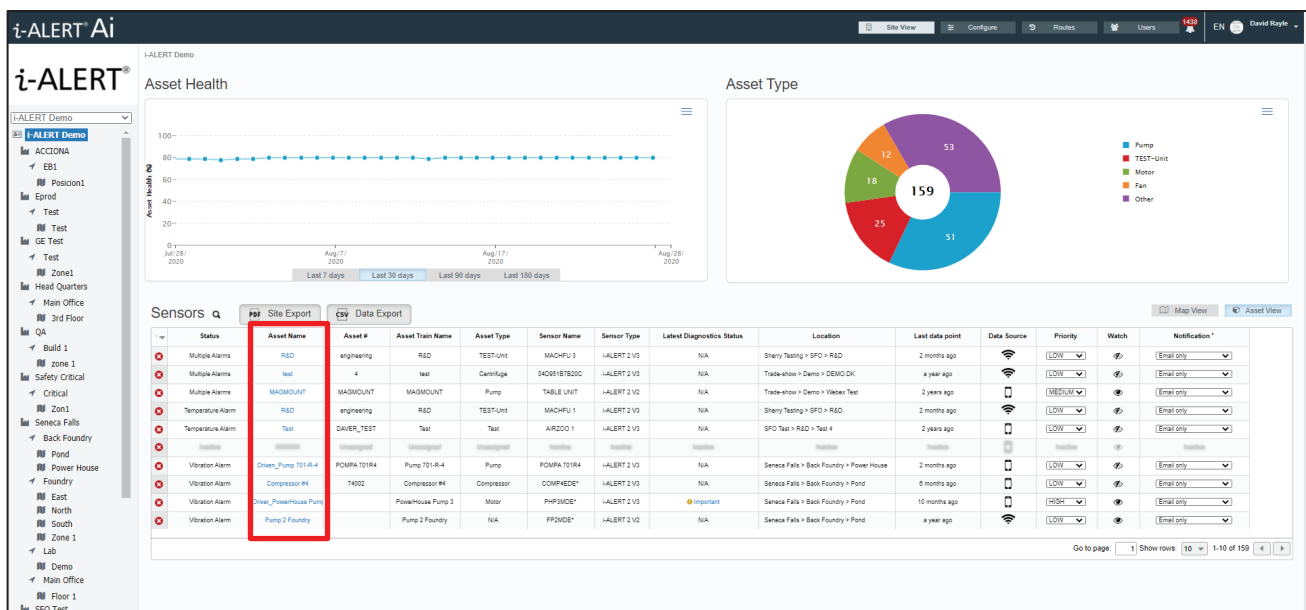 i-ALERT® Ai
Site View Configure Routes Users 1438 EN David Rayle
i-ALERT®
i-ALERT Demo
i-ALERT Demo
ACCIONA
EB1
Posicion1
Eprod
Test
Test
GE Test
Test
Zone1
Head Quarters
Main Office
3rd Floor
QA
Build 1
zone 1
Safety Critical
Critical
Zon1
Seneca Falls
Back Foundry
Pond
Power House
Foundry
East
North
South
Zone 1
Lab
Demo
Main Office
Floor 1
SFO Test
i-ALERT Demo
Asset Health
Asset Health (%)
100
80
60
40
20
0
Jul/28/2020 Aug/7/2020 Aug/17/2020 Aug/28/2020
Last 7 days Last 30 days Last 90 days Last 180 days
Asset Type
53
12
18
159
25
51
Pump
TEST-Unit
Motor
Fan
Other
Sensors PDF Site Export CSV Data Export Map View Asset View
Status Asset Name Asset # Asset Train Name Asset Type Sensor Name Sensor Type Latest Diagnostics Status Location Last data point Data Source Priority Watch Notification *
Multiple Alarms R&D engineering R&D TEST-Unit MACHFU 3 i-ALERT 2 V3 N/A Sherry Testing > SFO > R&D 2 months ago LOW Email only
Multiple Alarms test 4 test Centrifuge 04D951B7B20C i-ALERT 2 V3 N/A Trade-show > Demo > DEMO.DK a year ago LOW Email only
Multiple Alarms MAGMOUNT MAGMOUNT MAGMOUNT Pump TABLE UNIT i-ALERT 2 V2 N/A Trade-show > Demo > Webex Test 2 years ago MEDIUM Email only
Temperature Alarm R&D engineering R&D TEST-Unit MACHFU 1 i-ALERT 2 V3 N/A Sherry Testing > SFO > R&D 2 months ago LOW Email only
Temperature Alarm Test DAVER_TEST Test Test AIRZOO 1 i-ALERT 2 V3 N/A SFO Test > R&D > Test 4 2 years ago LOW Email only
Vibration Alarm Driven_Pump 701-R-4 POMPA 701R4 Pump 701-R-4 Pump POMPA 701R4 i-ALERT 2 V3 N/A Seneca Falls > Back Foundry > Power House 2 months ago LOW Email only
Vibration Alarm Compressor #4 74002 Compressor #4 Compressor COMP4EDE* i-ALERT 2 V3 N/A Seneca Falls > Back Foundry > Pond 6 months ago LOW Email only
Vibration Alarm Driver_PowerHouse Pump PowerHouse Pump 3 Motor PHP3MDE* i-ALERT 2 V3 Important Seneca Falls > Back Foundry > Pond 10 months ago HIGH Email only
Vibration Alarm Pump 2 Foundry Pump 2 Foundry N/A FP2MDE* i-ALERT 2 V2 N/A Seneca Falls > Back Foundry > Pond a year ago LOW Email only
Go to page: 1 Show rows: 10 1-10 of 159